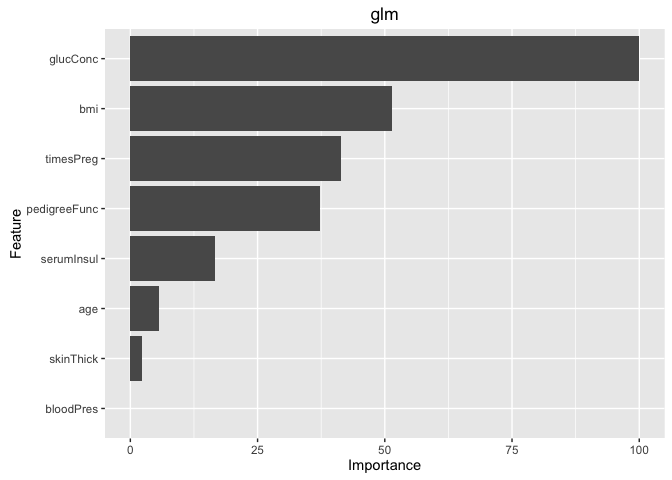 glm
Feature
glucConc
bmi
timesPreg
pedigreeFunc
serumInsul
age
skinThick
bloodPres
0 25 50 75 100
Importance